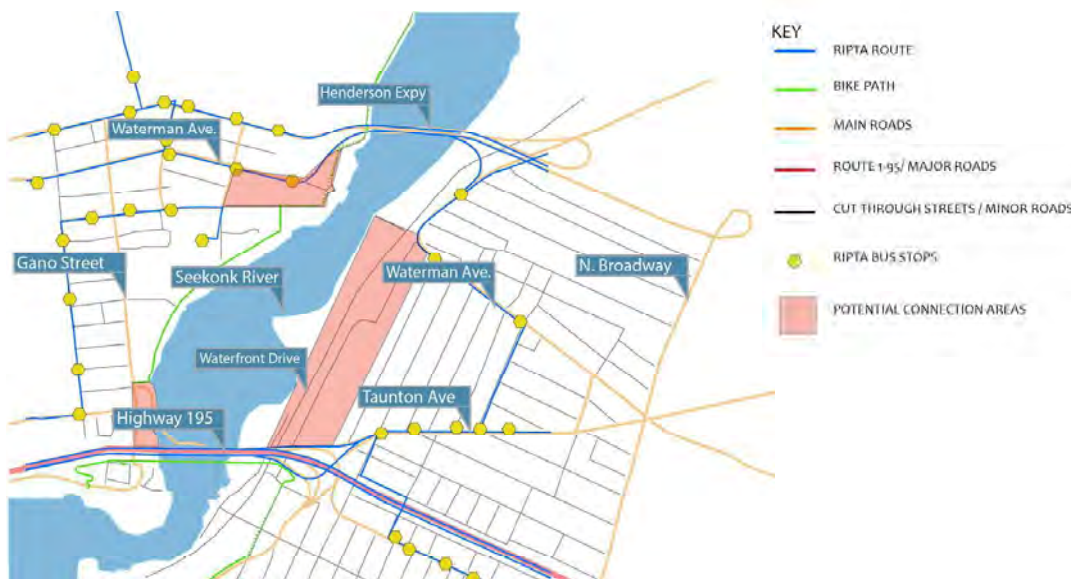 Henderson Expy
Waterman Ave.
Gano Street
Seekonk River
Waterman Ave.
N. Broadway
Waterfront Drive
Taunton Ave
Highway 195
KEY
RIPTA ROUTE
BIKE PATH
MAIN ROADS
ROUTE 1-95/ MAJOR ROADS
CUT THROUGH STREETS / MINOR ROADS
RIPTA BUS STOPS
POTENTIAL CONNECTION AREAS